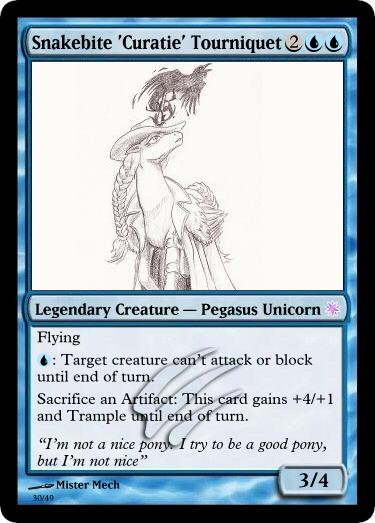 Snakebite 'Curatie' Tourniquet 2
Legendary Creature — Pegasus Unicorn
Flying
: Target creature can't attack or block
until end of turn.
Sacrifice an Artifact: This card gains +4/+1
and Trample until end of turn.
“I'm not a nice pony. I try to be a good pony,
but I'm not nice”
3/4
Mister Mech
30/49